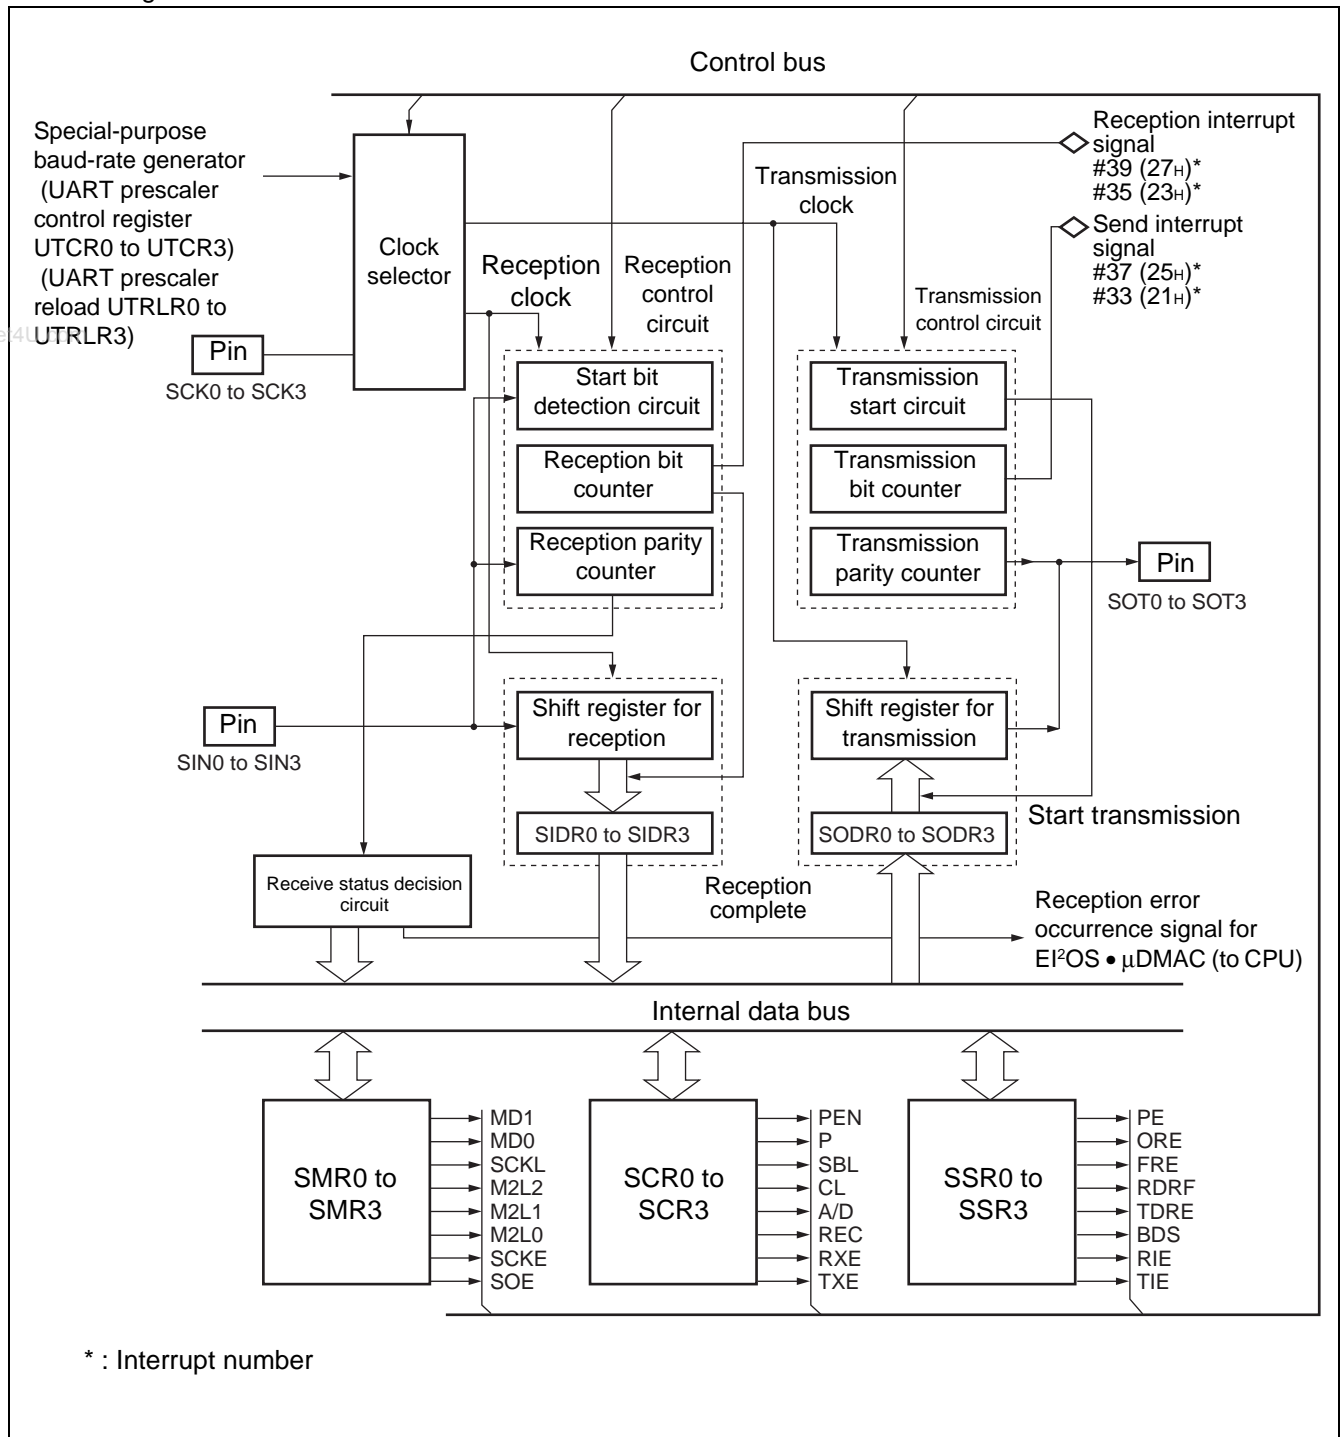 Control bus
Special-purpose
baud-rate generator
(UART prescaler
control register
UTCR0 to UTCR3)
(UART prescaler
reload UTRLR0 to
UTRLR3)
Pin
SCK0 to SCK3
Clock
selector
Reception
clock
Reception
control
circuit
Transmission
clock
Transmission
control circuit
Reception interrupt
signal
#39 (27H)*
#35 (23H)*
Send interrupt
signal
#37 (25H)*
#33 (21H)*
Start bit
detection circuit
Reception bit
counter
Reception parity
counter
Transmission
start circuit
Transmission
bit counter
Transmission
parity counter
Pin
SOT0 to SOT3
Pin
SIN0 to SIN3
Shift register for
reception
SIDR0 to SIDR3
Shift register for
transmission
SODR0 to SODR3
Start transmission
Receive status decision
circuit
Reception
complete
Reception error
occurrence signal for
EI²OS • μDMAC (to CPU)
Internal data bus
SMR0 to
SMR3
MD1
MD0
SCKL
M2L2
M2L1
M2L0
SCKE
SOE
SCR0 to
SCR3
PEN
P
SBL
CL
A/D
REC
RXE
TXE
SSR0 to
SSR3
PE
ORE
FRE
RDRF
TDRE
BDS
RIE
TIE
* : Interrupt number